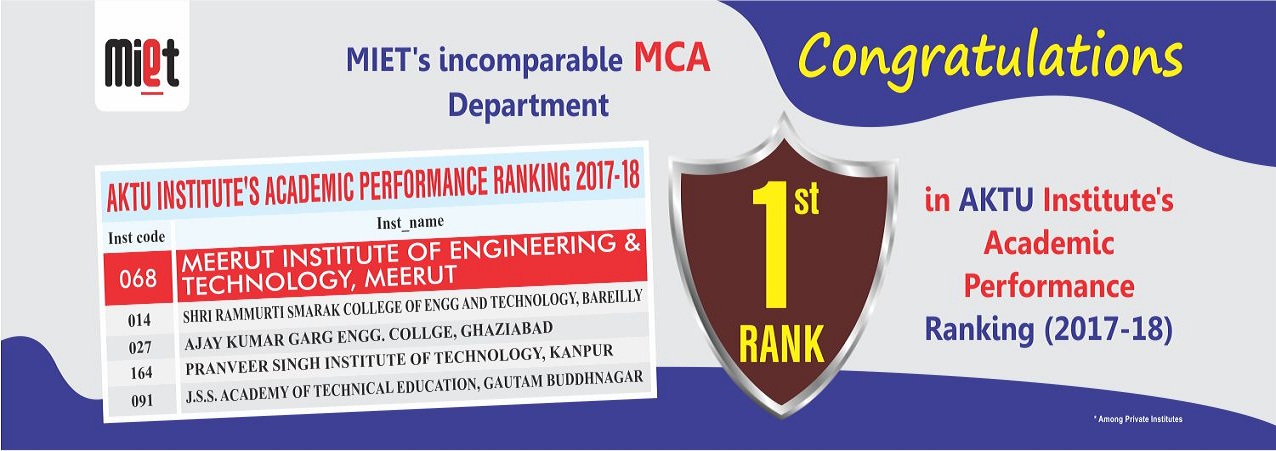 miet
MIET's incomparable MCA
Department
Congratulations
AKTU INSTITUTE'S ACADEMIC PERFORMANCE RANKING 2017-18
Inst code Inst_name
068 MEERUT INSTITUTE OF ENGINEERING &
TECHNOLOGY, MEERUT
014 SHRI RAMMURTI SMARAK COLLEGE OF ENGG AND TECHNOLOGY, BAREILLY
027 AJAY KUMAR GARG ENGG. COLLGE, GHAZIABAD
164 PRANVEER SINGH INSTITUTE OF TECHNOLOGY, KANPUR
091 J.S.S. ACADEMY OF TECHNICAL EDUCATION, GAUTAM BUDDHNAGAR
1st
RANK
in AKTU Institute's
Academic
Performance
Ranking (2017-18)
* Among Private Institutes